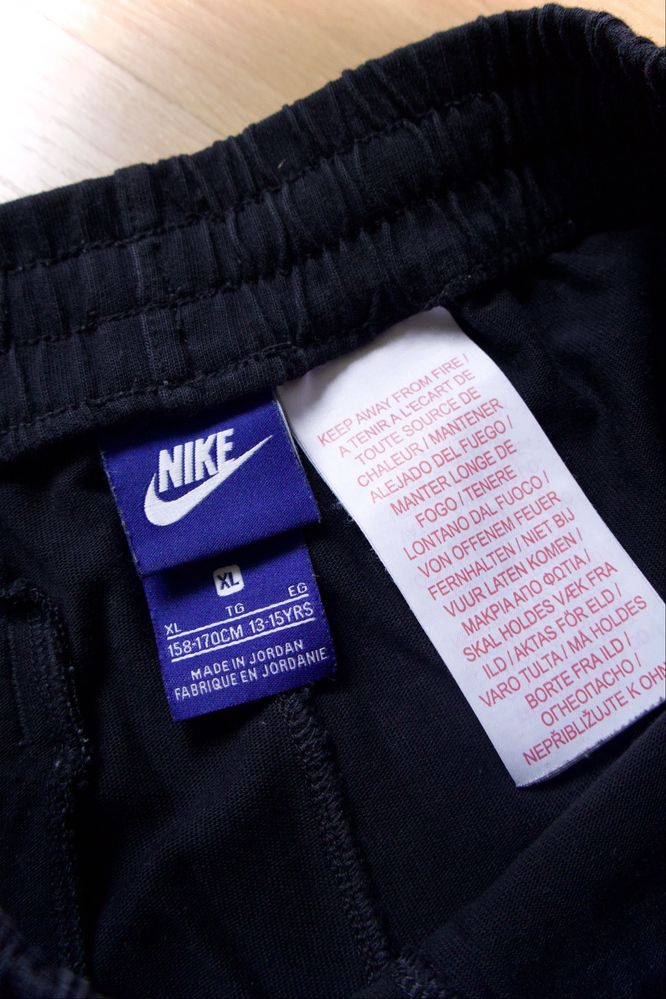 NIKE
XL
XL TG EG
158-170CM 13-15YRS
MADE IN JORDAN
FABRIQUE EN JORDANIE
KEEP AWAY FROM FIRE /
A TENIR A L'ECART DE
TOUTE SOURCE DE
CHALEUR / MANTENER
ALEJADO DEL FUEGO /
MANTER LONGE DE
FOGO / TENERE
LONTANO DAL FUOCO /
VON OFFENEM FEUER
FERNHALTEN / NIET BIJ
VUUR LATEN KOMEN /
ΜΑΚΡΙΑ ΑΠΟ ΦΩΤΙΑ /
SKAL HOLDES VÆK FRA
ILD / AKTAS FÖR ELD /
VARO TULTA / MÅ HOLDES
BORTE FRA ILD /
ОГНЕОПАСНО /
NEPŘIBLIŽUJTE K OHN